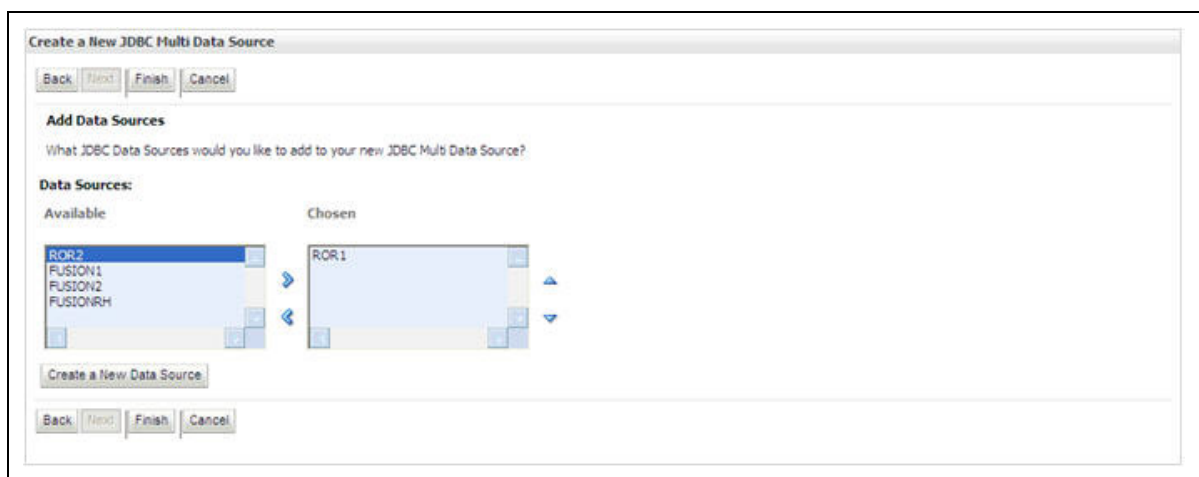 Create a New JDBC Multi Data Source
Back Next Finish Cancel
Add Data Sources
What JDBC Data Sources would you like to add to your new JDBC Multi Data Source?
Data Sources:
Available Chosen
ROR2 ROR1
FUSION1
FUSION2
FUSIONRH
Create a New Data Source
Back Next Finish Cancel